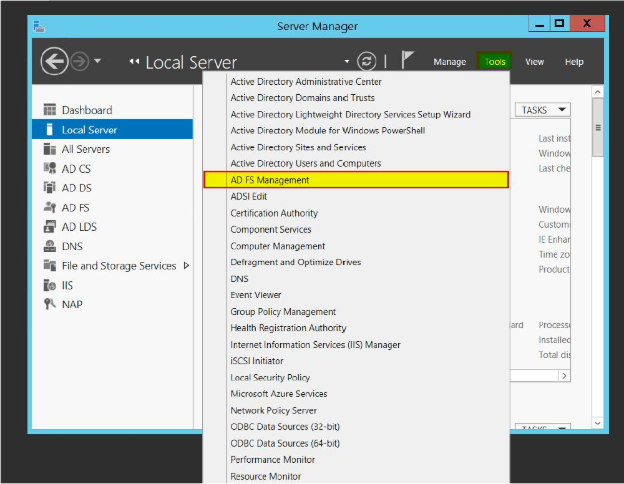 Server Manager
Local Server
Manage
Tools
View
Help
Dashboard
Local Server
All Servers
AD CS
AD DS
AD FS
AD LDS
DNS
File and Storage Services
IIS
NAP
Active Directory Administrative Center
Active Directory Domains and Trusts
Active Directory Lightweight Directory Services Setup Wizard
Active Directory Module for Windows PowerShell
Active Directory Sites and Services
Active Directory Users and Computers
AD FS Management
ADSI Edit
Certification Authority
Component Services
Computer Management
Defragment and Optimize Drives
DNS
Event Viewer
Group Policy Management
Health Registration Authority
Internet Information Services (IIS) Manager
iSCSI Initiator
Local Security Policy
Microsoft Azure Services
Network Policy Server
ODBC Data Sources (32-bit)
ODBC Data Sources (64-bit)
Performance Monitor
Resource Monitor
TASKS
Last inst
Window
Last che
Window
Custom
IE Enhar
Time zo
Product
ard
Process
Installed
Total dis
TASKS